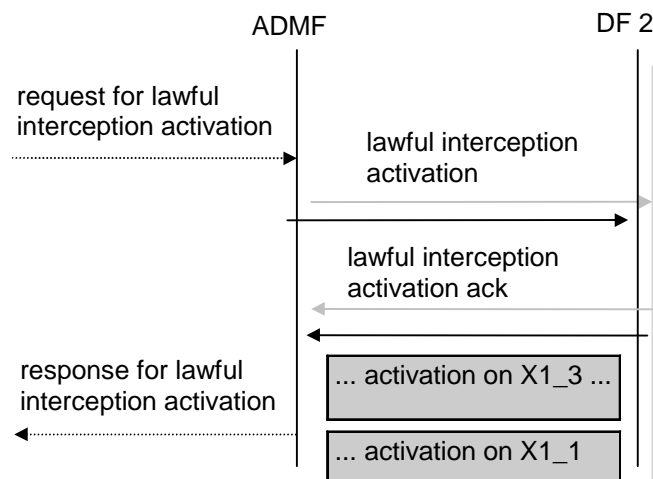 ADMF
DF 2
request for lawful
interception activation
lawful interception
activation
lawful interception
activation ack
response for lawful
interception activation
... activation on X1_3 ...
... activation on X1_1